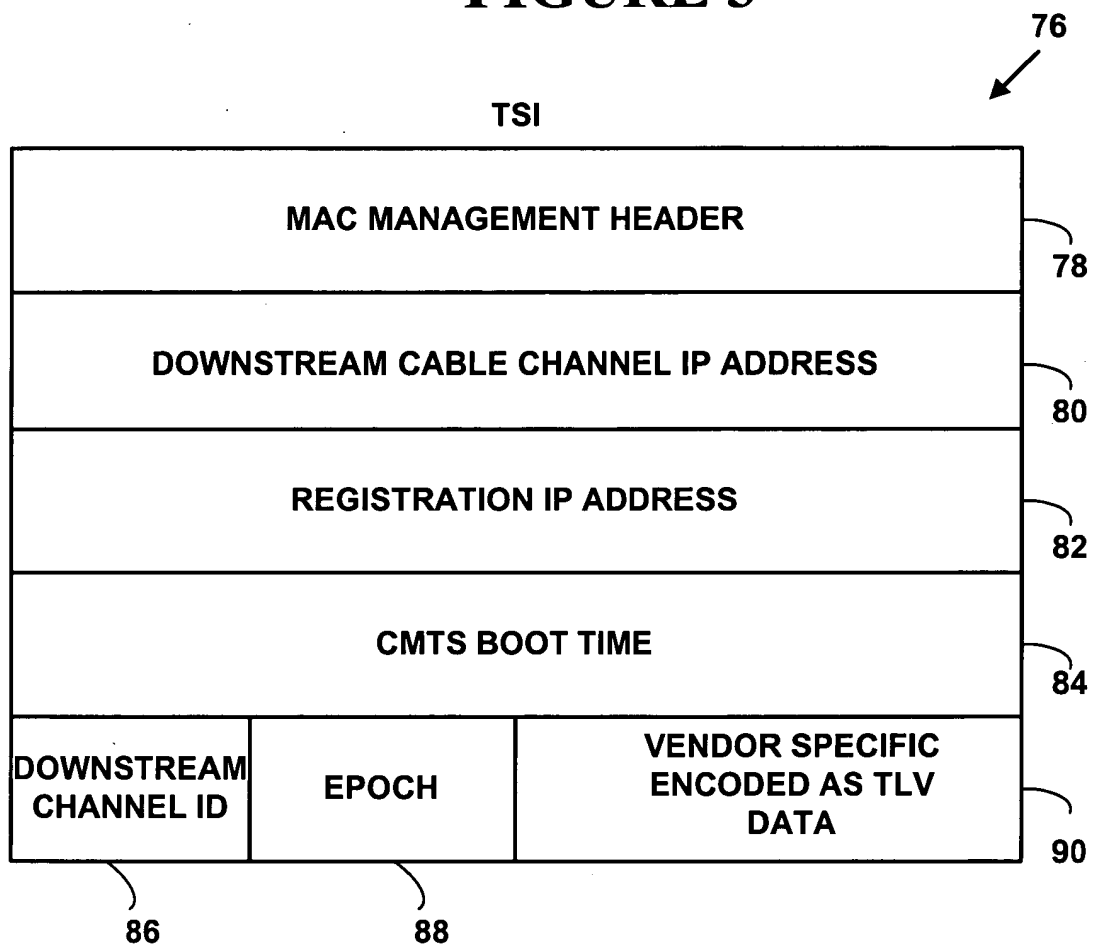 76
TSI
MAC MANAGEMENT HEADER
78
DOWNSTREAM CABLE CHANNEL IP ADDRESS
80
REGISTRATION IP ADDRESS
82
CMTS BOOT TIME
84
DOWNSTREAM
CHANNEL ID
EPOCH
VENDOR SPECIFIC
ENCODED AS TLV
DATA
90
86
88